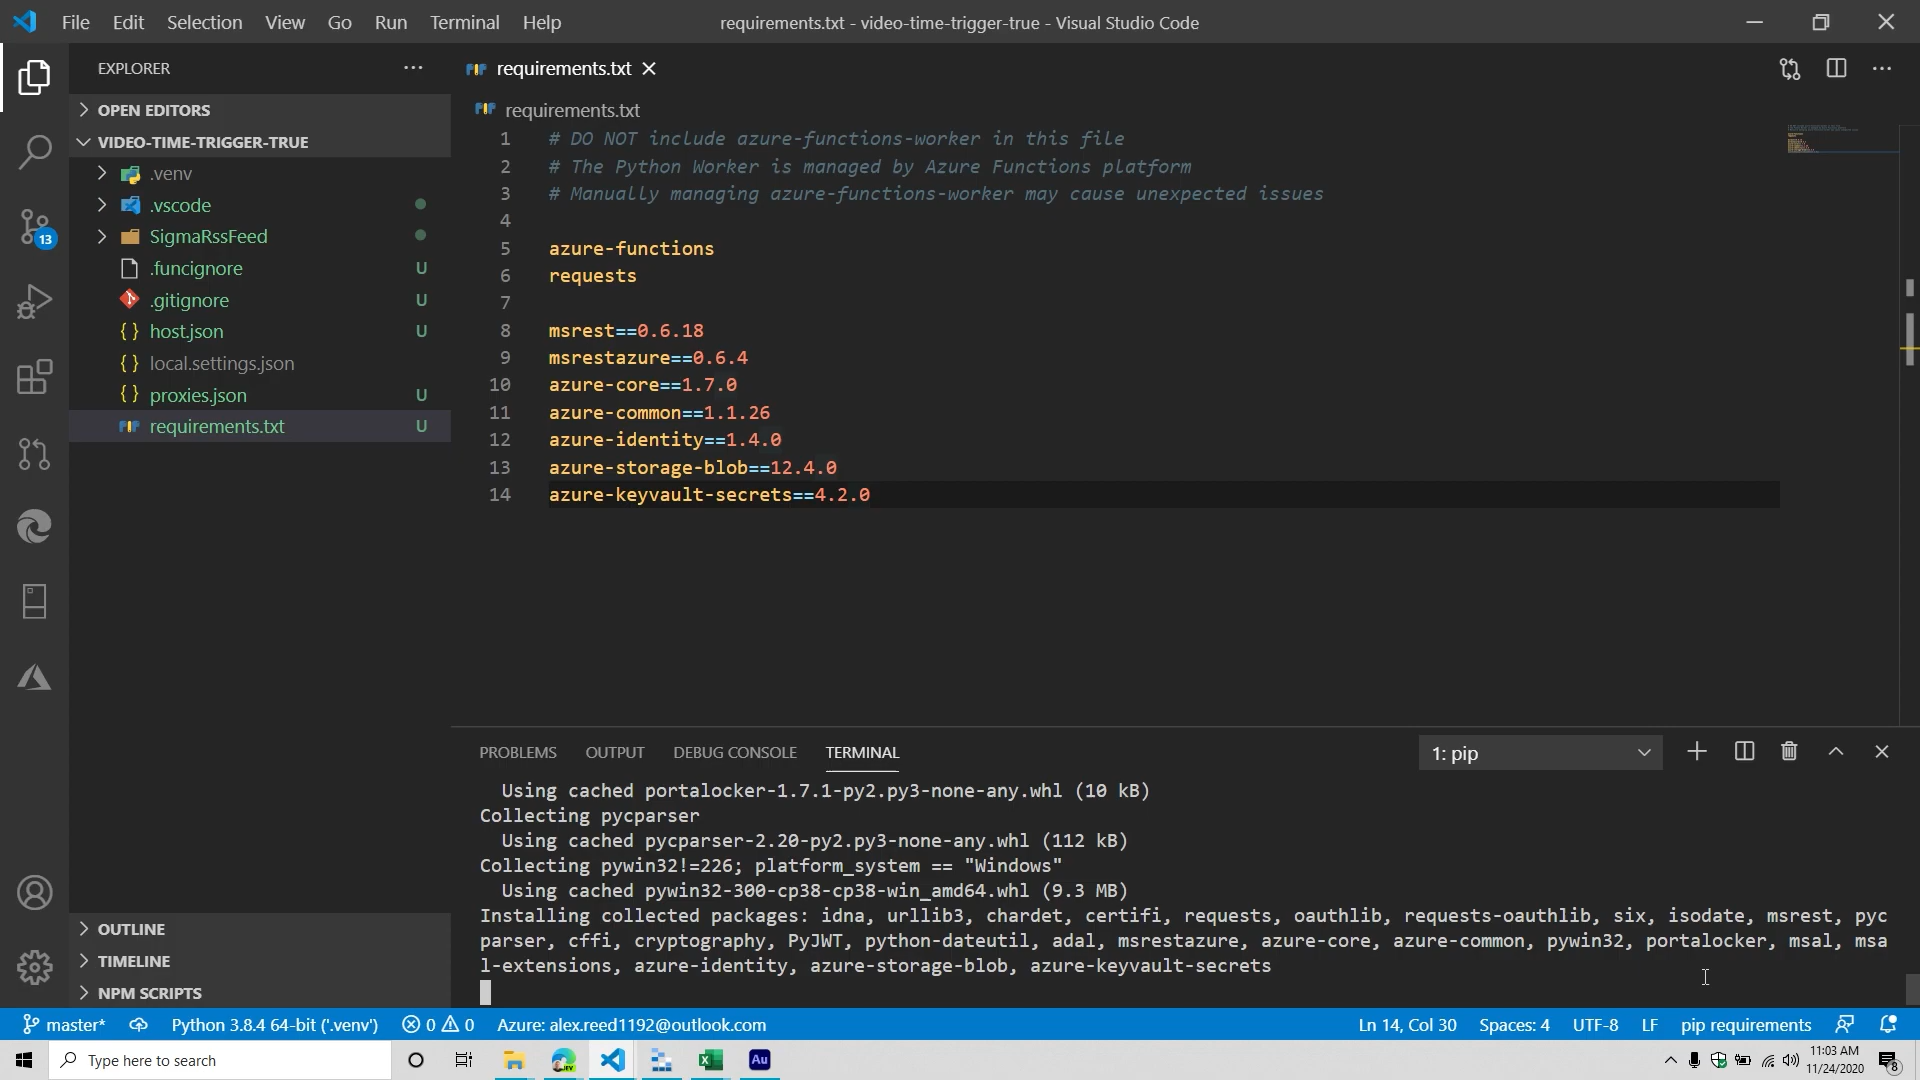 File Edit Selection View Go Run Terminal Help
requirements.txt - video-time-trigger-true - Visual Studio Code
EXPLORER
OPEN EDITORS
VIDEO-TIME-TRIGGER-TRUE
.venv
.vscode
SigmaRssFeed
.funcignore U
.gitignore U
host.json U
local.settings.json
proxies.json U
requirements.txt U
OUTLINE
TIMELINE
NPM SCRIPTS
13
requirements.txt
requirements.txt
1 # DO NOT include azure-functions-worker in this file
2 # The Python Worker is managed by Azure Functions platform
3 # Manually managing azure-functions-worker may cause unexpected issues
4
5 azure-functions
6 requests
7
8 msrest==0.6.18
9 msrestazure==0.6.4
10 azure-core==1.7.0
11 azure-common==1.1.26
12 azure-identity==1.4.0
13 azure-storage-blob==12.4.0
14 azure-keyvault-secrets==4.2.0
PROBLEMS OUTPUT DEBUG CONSOLE TERMINAL 1: pip
Using cached portalocker-1.7.1-py2.py3-none-any.whl (10 kB)
Collecting pycparser
Using cached pycparser-2.20-py2.py3-none-any.whl (112 kB)
Collecting pywin32!=226; platform_system == "Windows"
Using cached pywin32-300-cp38-cp38-win_amd64.whl (9.3 MB)
Installing collected packages: idna, urllib3, chardet, certifi, requests, oauthlib, requests-oauthlib, six, isodate, msrest, pyc
parser, cffi, cryptography, PyJWT, python-dateutil, adal, msrestazure, azure-core, azure-common, pywin32, portalocker, msal, msa
l-extensions, azure-identity, azure-storage-blob, azure-keyvault-secrets
master* Python 3.8.4 64-bit ('.venv') 0 0 Azure: alex.reed1192@outlook.com Ln 14, Col 30 Spaces: 4 UTF-8 LF pip requirements
Type here to search
Au
11:03 AM
11/24/2020
8